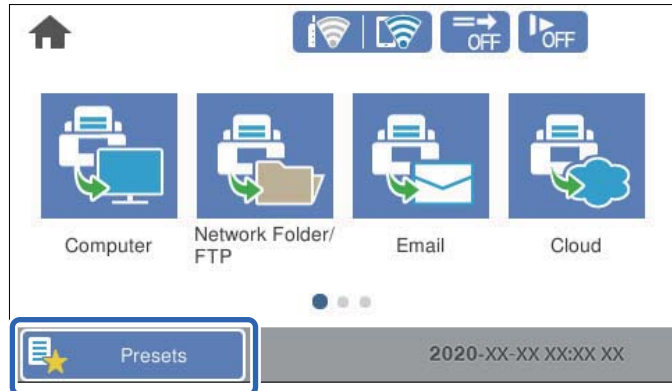 OFF
OFF
Computer
Network Folder/
FTP
Email
Cloud
Presets
2020-XX-XX XX:XX XX